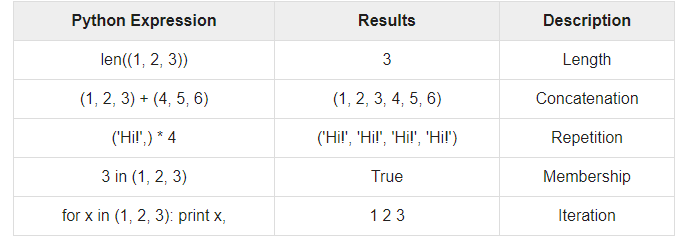 Python Expression Results Description
len((1, 2, 3)) 3 Length
(1, 2, 3) + (4, 5, 6) (1, 2, 3, 4, 5, 6) Concatenation
('Hi!',) * 4 ('Hi!', 'Hi!', 'Hi!', 'Hi!') Repetition
3 in (1, 2, 3) True Membership
for x in (1, 2, 3): print x, 1 2 3 Iteration